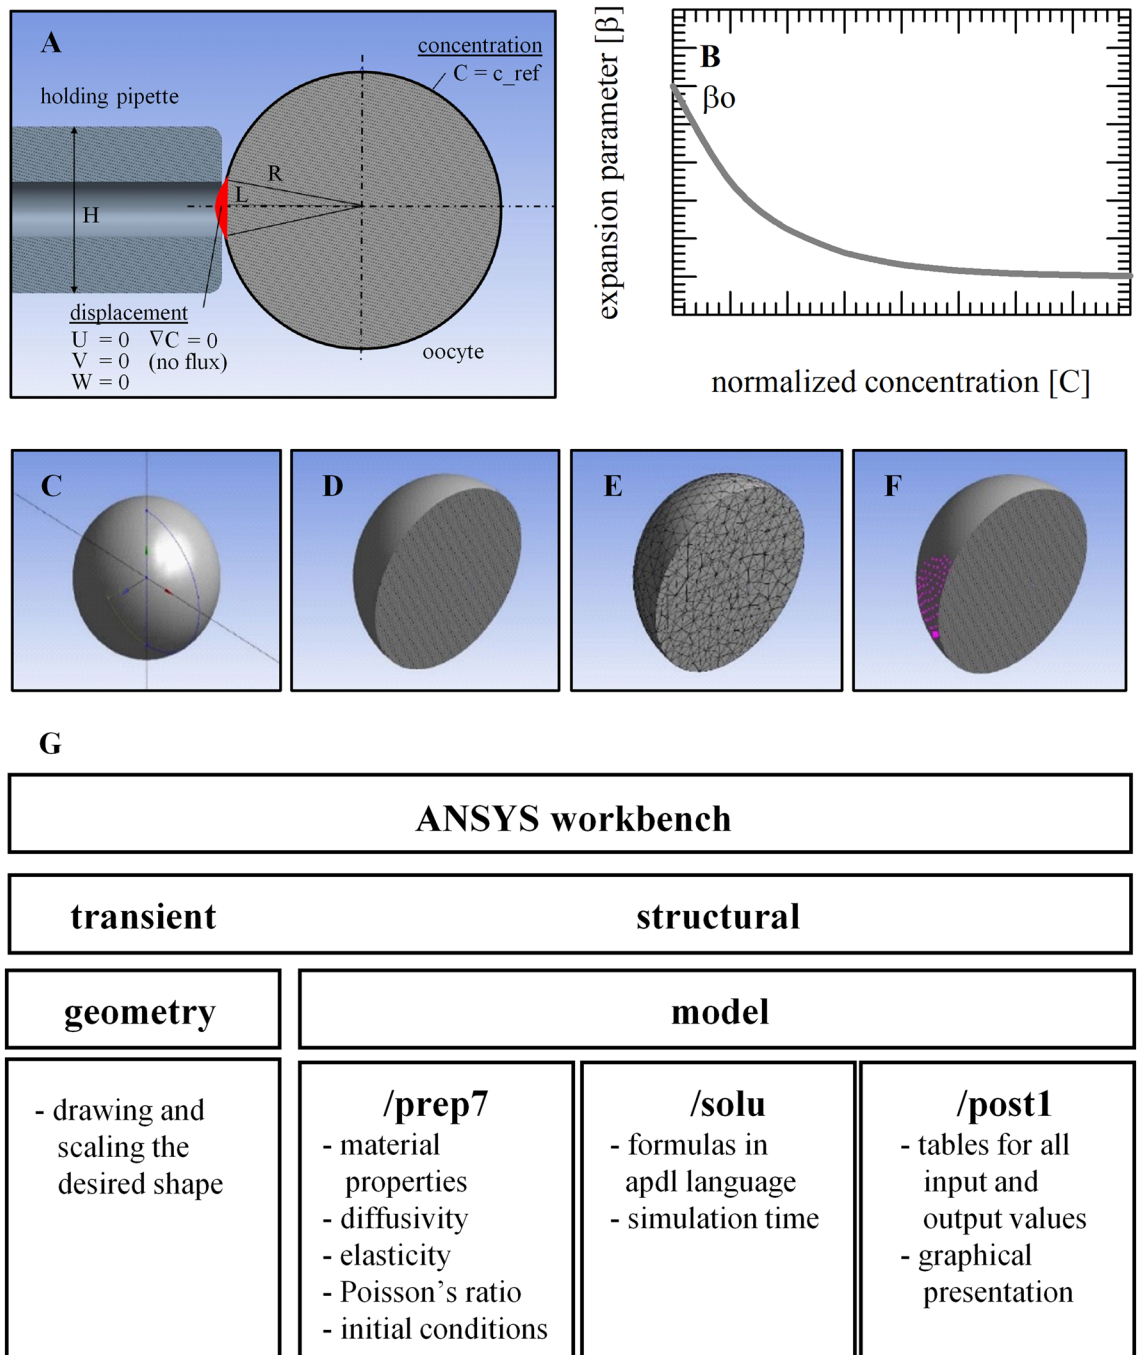 A
concentration
C = c_ref
holding pipette
R
L
H
displacement
U = 0 ∇C = 0
V = 0 (no flux)
W = 0
oocyte
expansion parameter [β]
B
βo
normalized concentration [C]
C
D
E
F
G
ANSYS workbench
transient structural
geometry
model
- drawing and
scaling the
desired shape
/prep7
- material
properties
- diffusivity
- elasticity
- Poisson’s ratio
- initial conditions
/solu
- formulas in
apdl language
- simulation time
/post1
- tables for all
input and
output values
- graphical
presentation